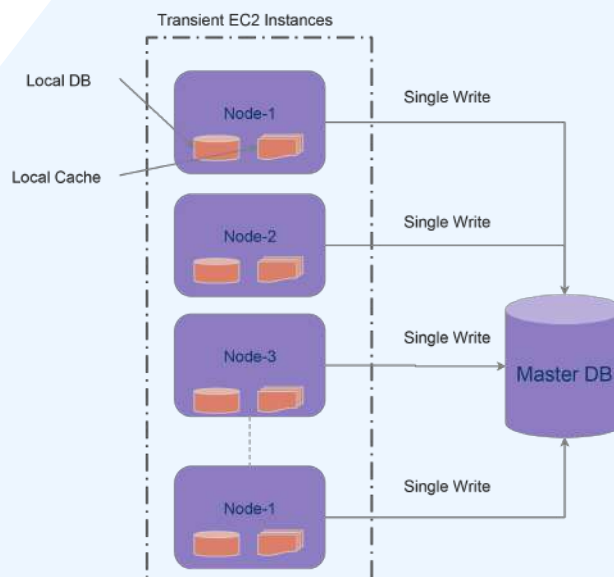 Transient EC2 Instances
Local DB
Node-1
Single Write
Local Cache
Node-2
Single Write
Node-3
Single Write
Master DB
Node-1
Single Write